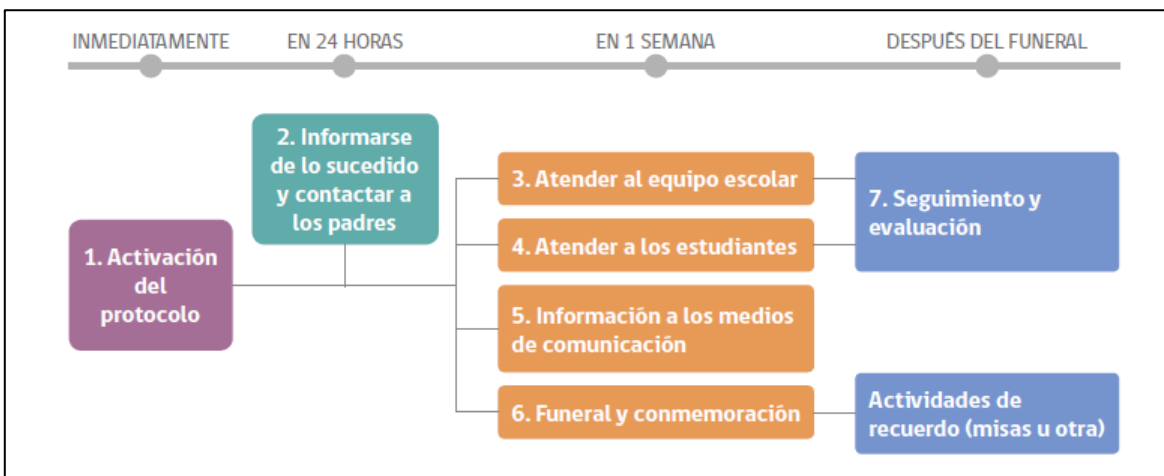 INMEDIATAMENTE
EN 24 HORAS
EN 1 SEMANA
DESPUÉS DEL FUNERAL
1. Activación
del
protocolo
2. Informarse
de lo sucedido
y contactar a
los padres
3. Atender al equipo escolar
4. Atender a los estudiantes
5. Información a los medios
de comunicación
6. Funeral y conmemoración
7. Seguimiento y
evaluación
Actividades de
recuerdo (misas u otra)